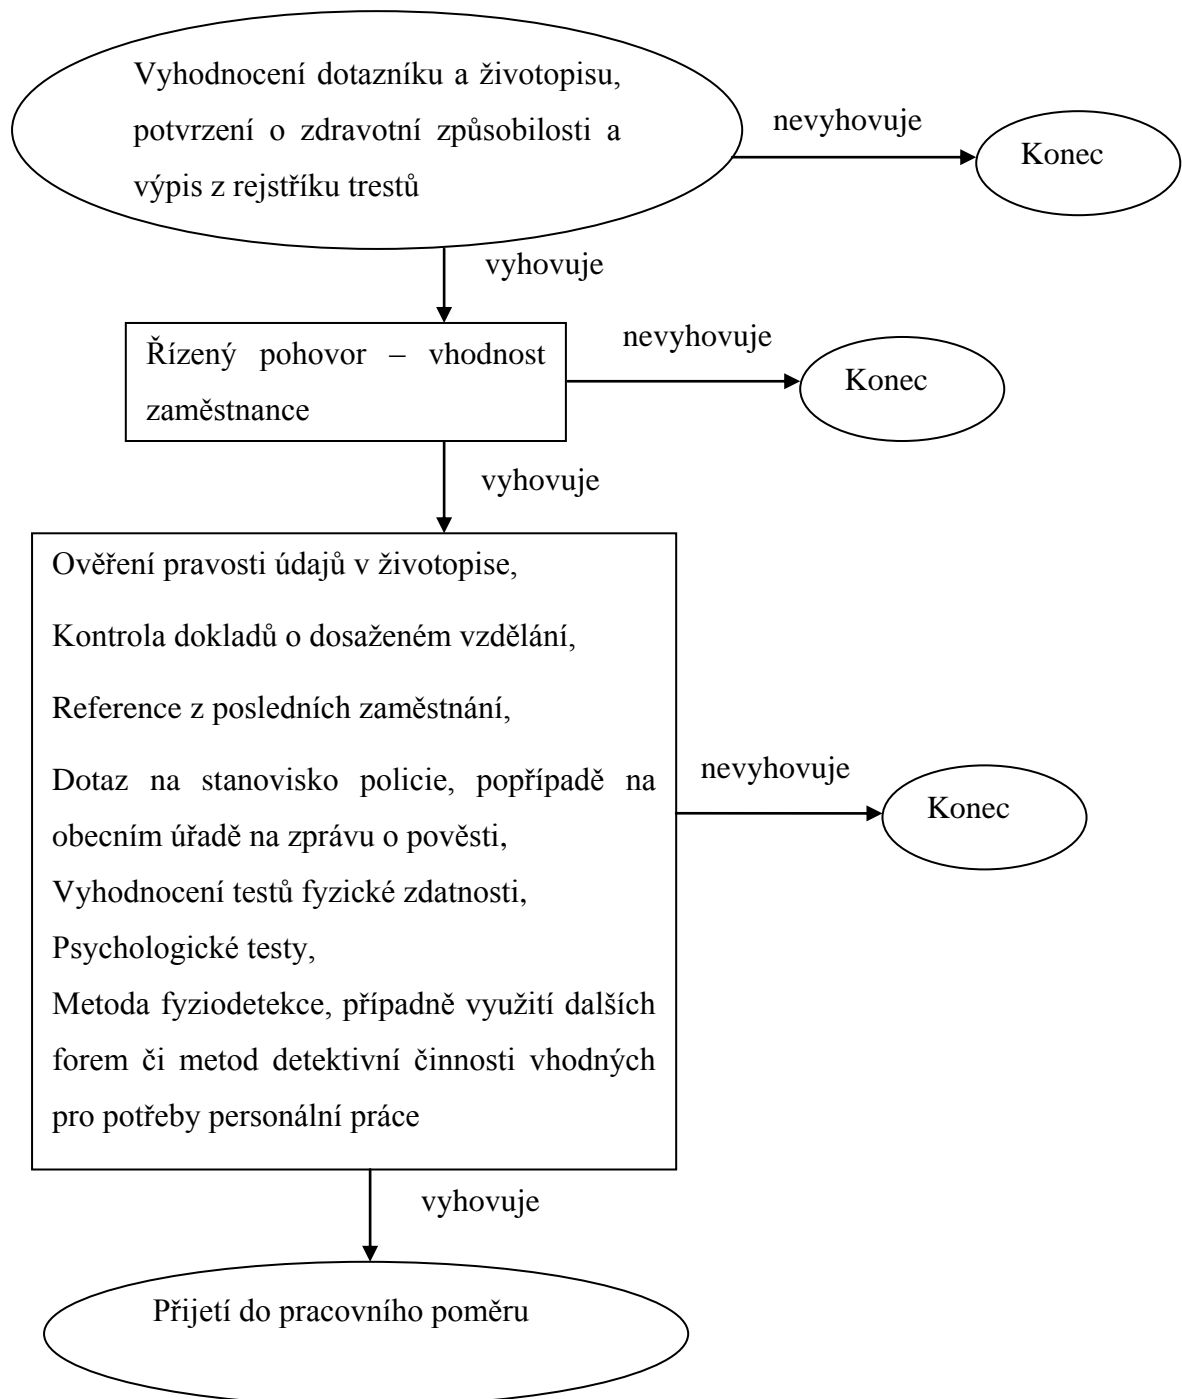 Vyhodnocení dotazníku a životopisu,
potvrzení o zdravotní způsobilosti a
výpis z rejstříku trestů
nevyhovuje
Konec
vyhovuje
Řízený pohovor – vhodnost
zaměstnance
nevyhovuje
Konec
vyhovuje
Ověření pravosti údajů v životopise,
Kontrola dokladů o dosaženém vzdělání,
Reference z posledních zaměstnání,
Dotaz na stanovisko policie, popřípadě na
obecním úřadě na zprávu o pověsti,
Vyhodnocení testů fyzické zdatnosti,
Psychologické testy,
Metoda fyziodetekce, případně využití dalších
forem či metod detektivní činnosti vhodných
pro potřeby personální práce
nevyhovuje
Konec
vyhovuje
Přijetí do pracovního poměru